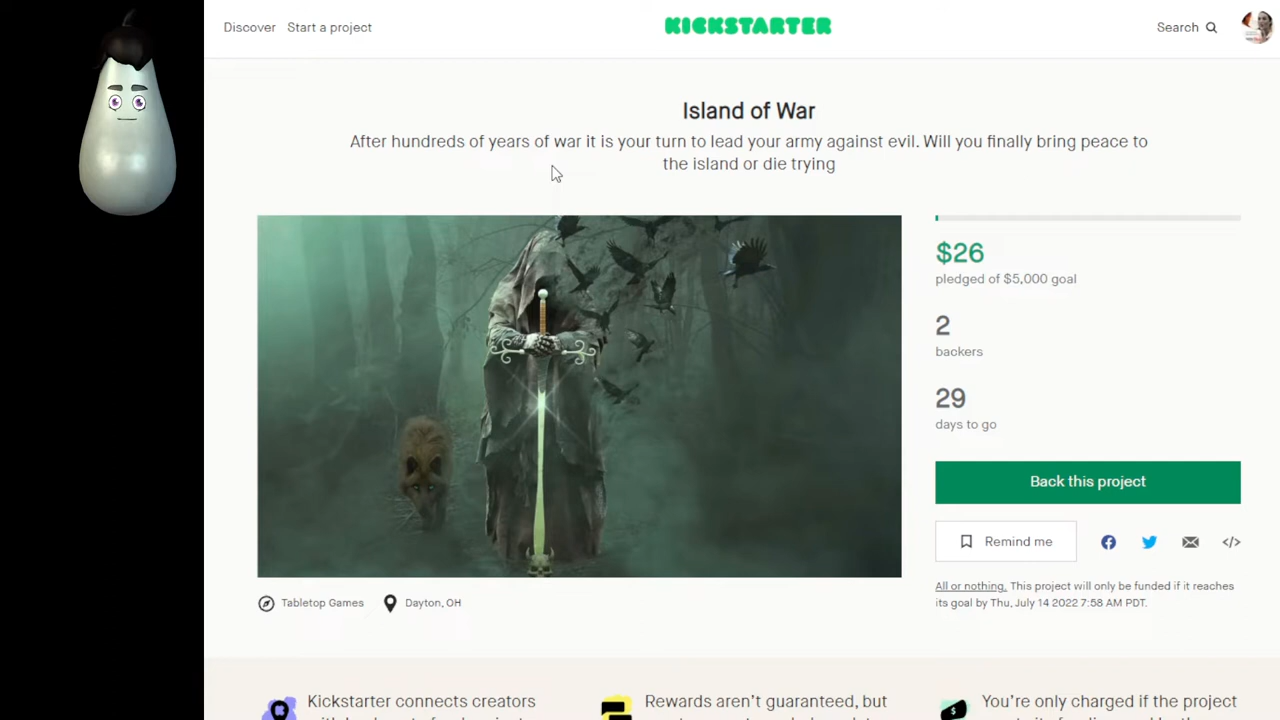 Discover Start a project
KICKSTARTER
Search
Island of War
After hundreds of years of war it is your turn to lead your army against evil. Will you finally bring peace to
the island or die trying
$26
pledged of $5,000 goal
2
backers
29
days to go
Back this project
Remind me
All or nothing. This project will only be funded if it reaches
its goal by Thu, July 14 2022 7:58 AM PDT.
Tabletop Games Dayton, OH
Kickstarter connects creators
Rewards aren't guaranteed, but
You're only charged if the project